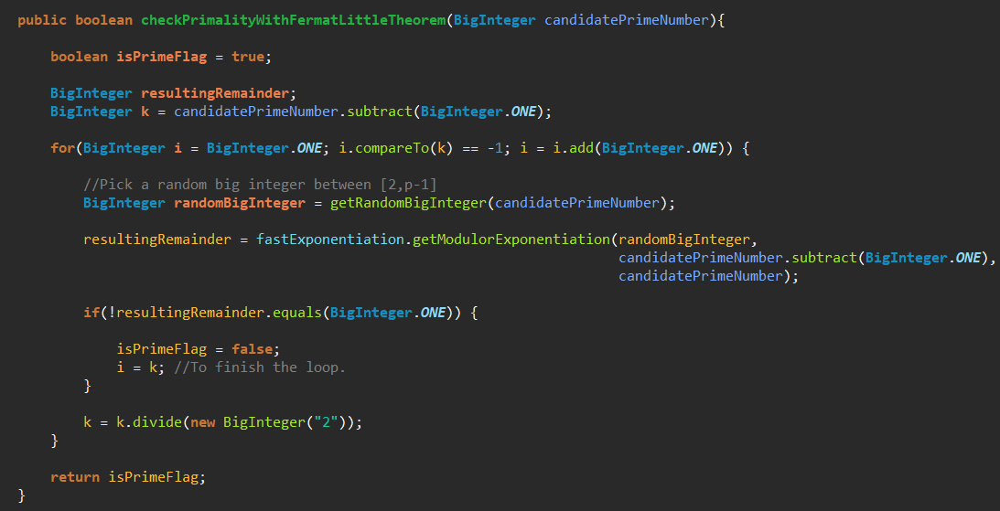 public boolean checkPrimalityWithFermatLittleTheorem(BigInteger candidatePrimeNumber){
boolean isPrimeFlag = true;
BigInteger resultingRemainder;
BigInteger k = candidatePrimeNumber.subtract(BigInteger.ONE);
for(BigInteger i = BigInteger.ONE; i.compareTo(k) == -1; i = i.add(BigInteger.ONE)) {
//Pick a random big integer between [2,p-1]
BigInteger randomBigInteger = getRandomBigInteger(candidatePrimeNumber);
resultingRemainder = fastExponentiation.getModulorExponentiation(randomBigInteger,
candidatePrimeNumber.subtract(BigInteger.ONE),
candidatePrimeNumber);
if(!resultingRemainder.equals(BigInteger.ONE)) {
isPrimeFlag = false;
i = k; //To finish the loop.
}
k = k.divide(new BigInteger("2"));
}
return isPrimeFlag;
}